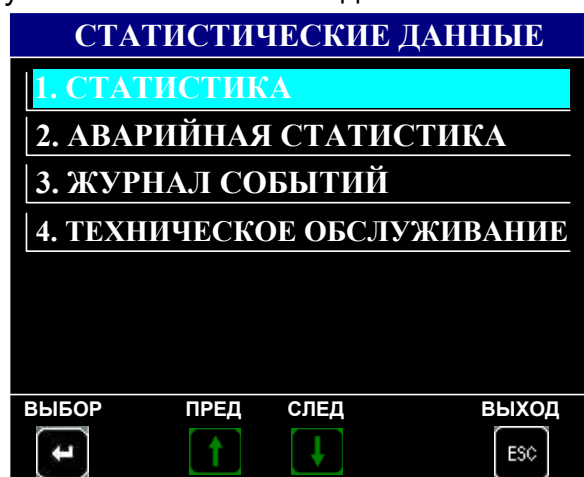 СТАТИСТИЧЕСКИЕ ДАННЫЕ
1. СТАТИСТИКА
2. АВАРИЙНАЯ СТАТИСТИКА
3. ЖУРНАЛ СОБЫТИЙ
4. ТЕХНИЧЕСКОЕ ОБСЛУЖИВАНИЕ
ВЫБОР ПРЕД СЛЕД ВЫХОД
ESC